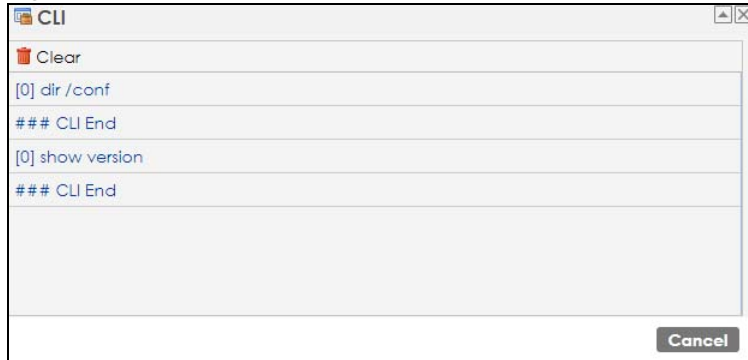 CLI
Clear
[0] dir /conf
### CLI End
[0] show version
### CLI End
Cancel